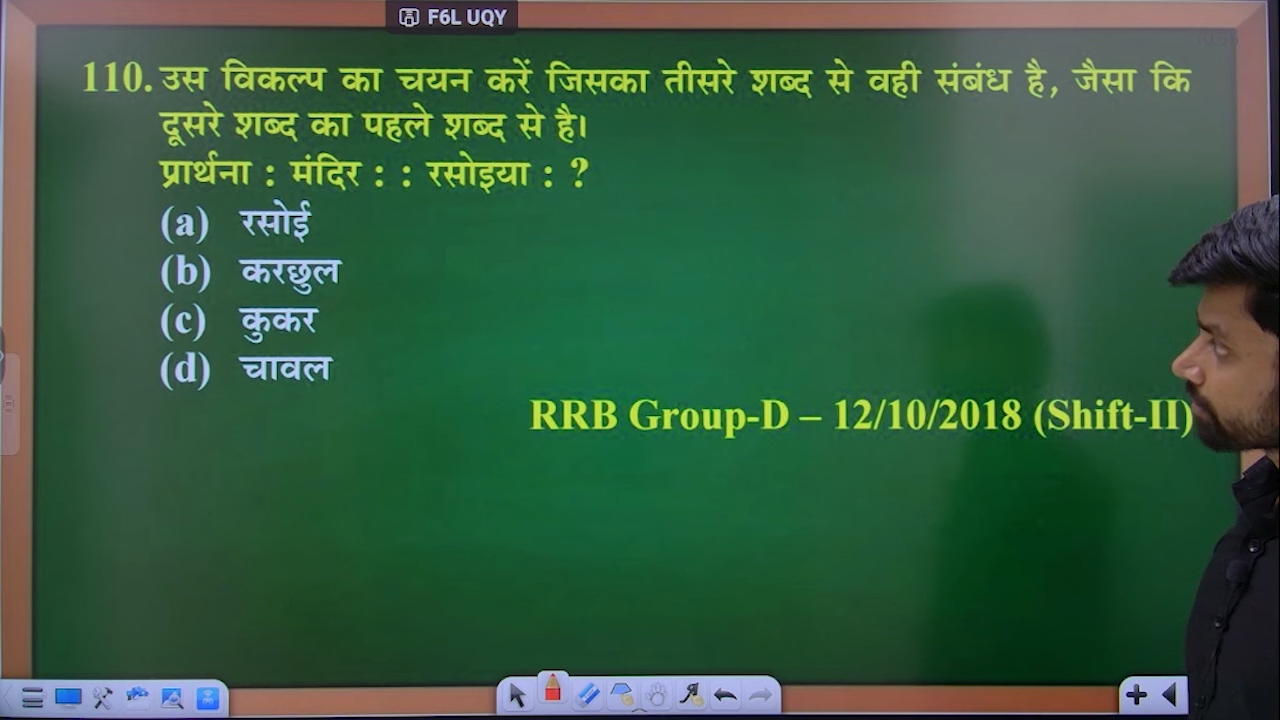 F6L UQY
110. उस विकल्प का चयन करें जिसका तीसरे शब्द से वही संबंध है, जैसा कि
दूसरे शब्द का पहले शब्द से है।
प्रार्थना : मंदिर : : रसोइया : ?
(a) रसोई
(b) करछुल
(c) कुकर
(d) चावल
RRB Group-D – 12/10/2018 (Shift-II)